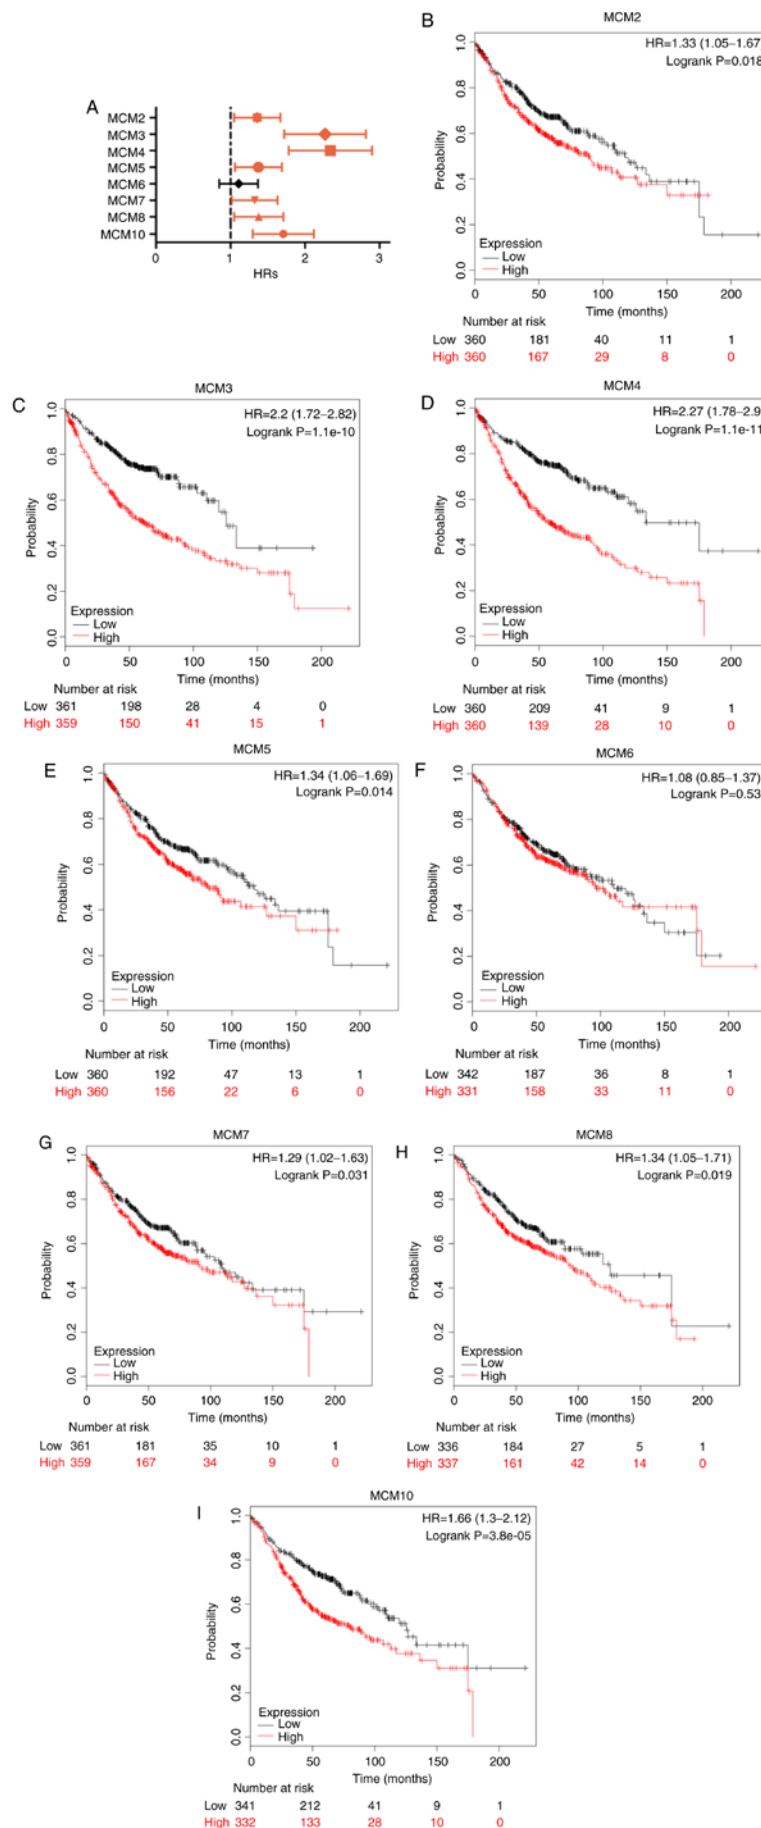 MCM2
B
HR=1.33 (1.05–1.67)
Logrank P=0.018
1.0
0.8
0.6
0.4
0.2
0.0
Probability
Expression
Low
High
0 50 100 150 200
Time (months)
Number at risk
Low 360 181 40 11 1
High 360 167 29 8 0
A
MCM2
MCM3
MCM4
MCM5
MCM6
MCM7
MCM8
MCM10
0 1 2 3
HRs
MCM3
C
HR=2.2 (1.72–2.82)
Logrank P=1.1e-10
1.0
0.8
0.6
0.4
0.2
0.0
Probability
Expression
Low
High
0 50 100 150 200
Time (months)
Number at risk
Low 361 198 28 4 0
High 359 150 41 15 1
MCM4
D
HR=2.27 (1.78–2.9
Logrank P=1.1e-11
1.0
0.8
0.6
0.4
0.2
0.0
Probability
Expression
Low
High
0 50 100 150 200
Time (months)
Number at risk
Low 360 209 41 9 1
High 360 139 28 10 0
MCM5
E
HR=1.34 (1.06–1.69)
Logrank P=0.014
1.0
0.8
0.6
0.4
0.2
0.0
Probability
Expression
Low
High
0 50 100 150 200
Time (months)
Number at risk
Low 360 192 47 13 1
High 360 156 22 6 0
MCM6
F
HR=1.08 (0.85–1.37)
Logrank P=0.53
1.0
0.8
0.6
0.4
0.2
0.0
Probability
Expression
Low
High
0 50 100 150 200
Time (months)
Number at risk
Low 342 187 36 8 1
High 331 158 33 11 0
MCM7
G
HR=1.29 (1.02–1.63)
Logrank P=0.031
1.0
0.8
0.6
0.4
0.2
0.0
Probability
Expression
Low
High
0 50 100 150 200
Time (months)
Number at risk
Low 361 181 35 10 1
High 359 167 34 9 0
MCM8
H
HR=1.34 (1.05–1.71)
Logrank P=0.019
1.0
0.8
0.6
0.4
0.2
0.0
Probability
Expression
Low
High
0 50 100 150 200
Time (months)
Number at risk
Low 336 184 27 5 1
High 337 161 42 14 0
MCM10
I
HR=1.66 (1.3–2.12)
Logrank P=3.8e-05
1.0
0.8
0.6
0.4
0.2
0.0
Probability
Expression
Low
High
0 50 100 150 200
Time (months)
Number at risk
Low 341 212 41 9 1
High 332 133 28 10 0